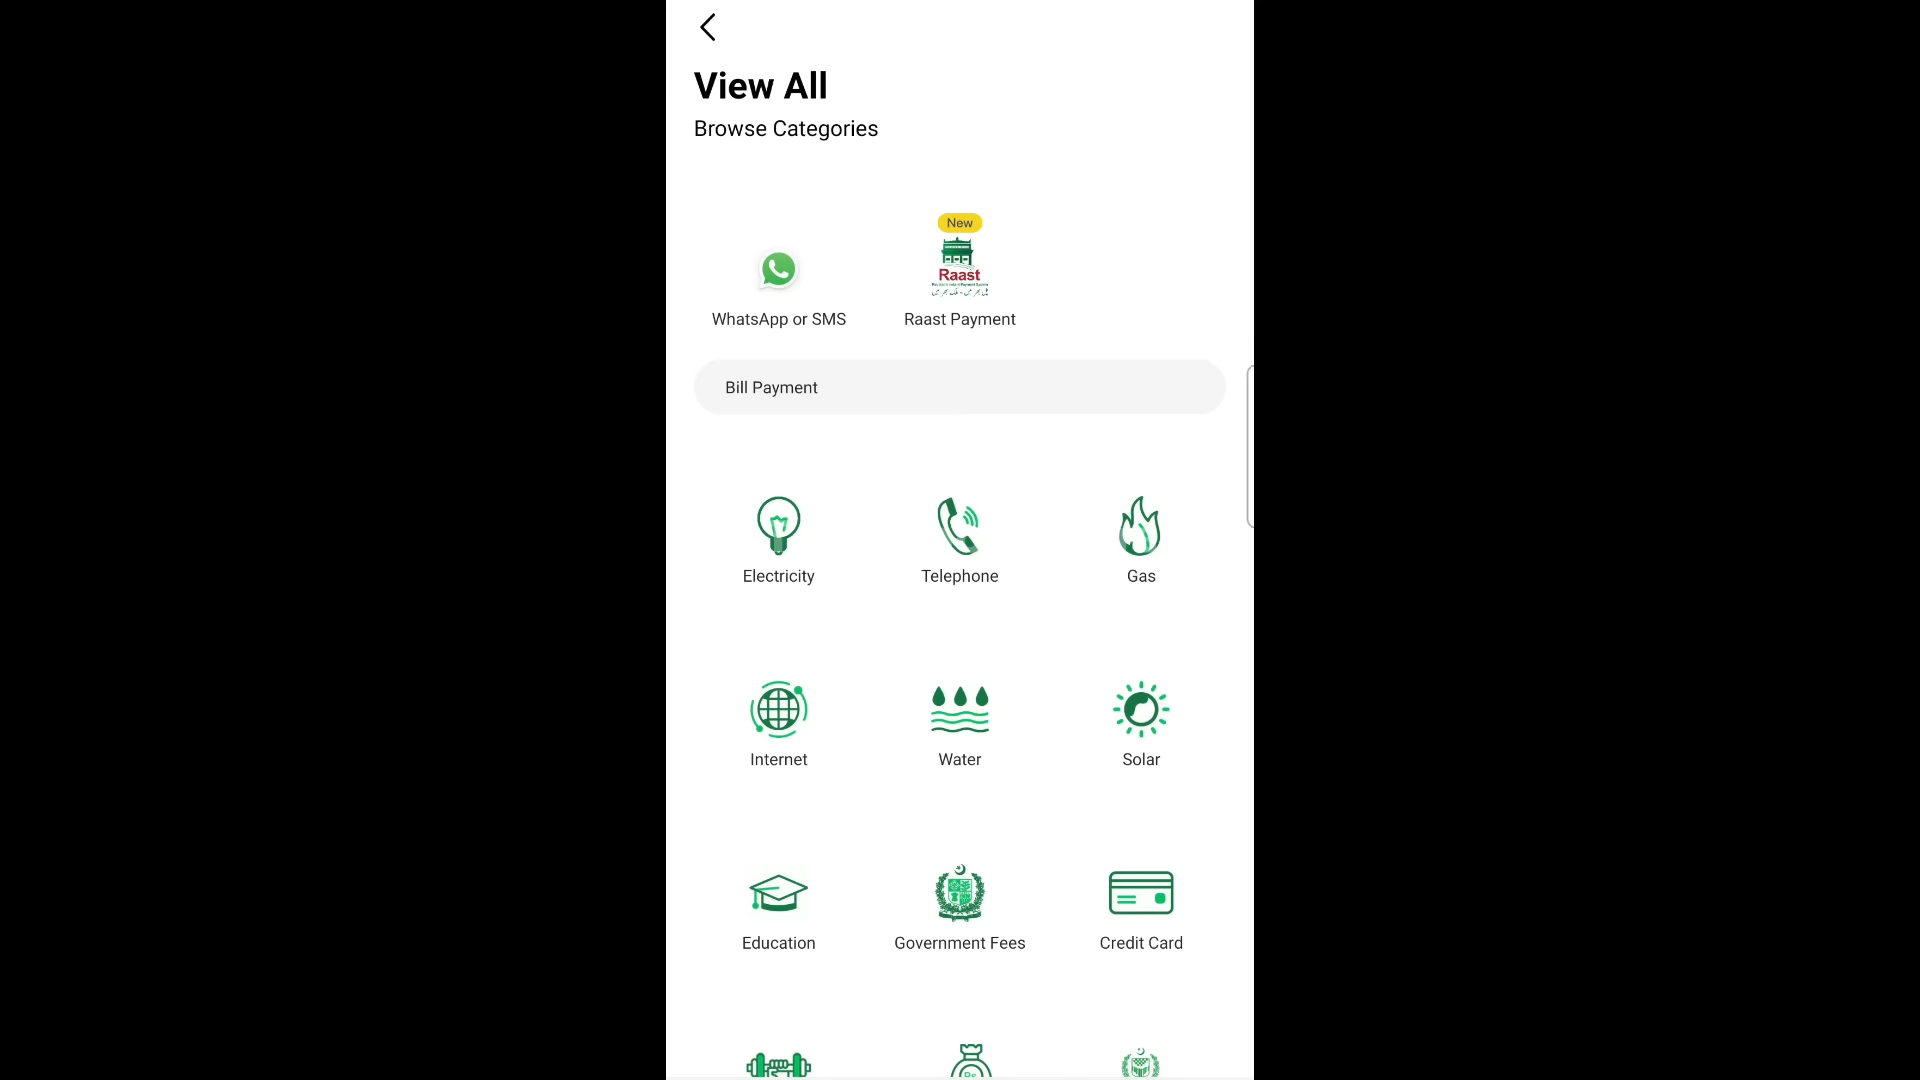 View All
Browse Categories
New
Raast
WhatsApp or SMS
Raast Payment
Bill Payment
Electricity
Telephone
Gas
Internet
Water
Solar
Education
Government Fees
Credit Card
Rs